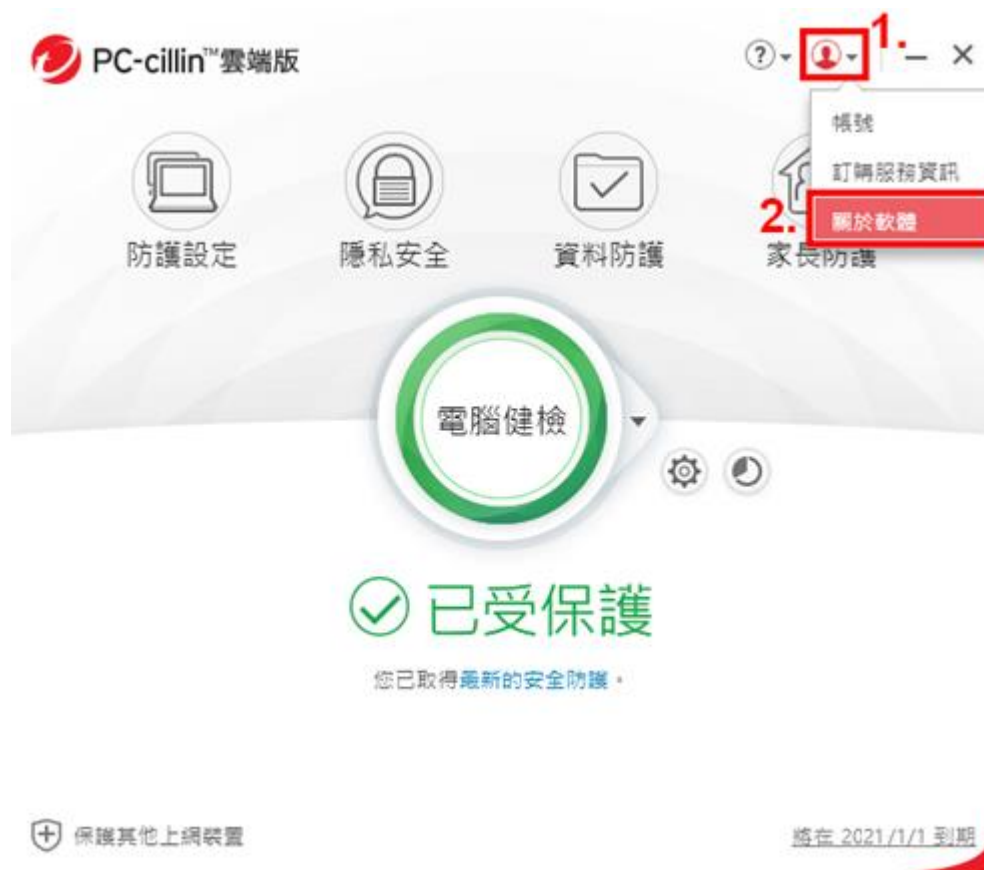 PC-cillin™雲端版
?
1.
帳號
訂購服務資訊
2.
關於軟體
防護設定
隱私安全
資料防護
家長防護
電腦健檢
已受保護
您已取得最新的安全防護。
保護其他上網裝置
將在 2021/1/1 到期